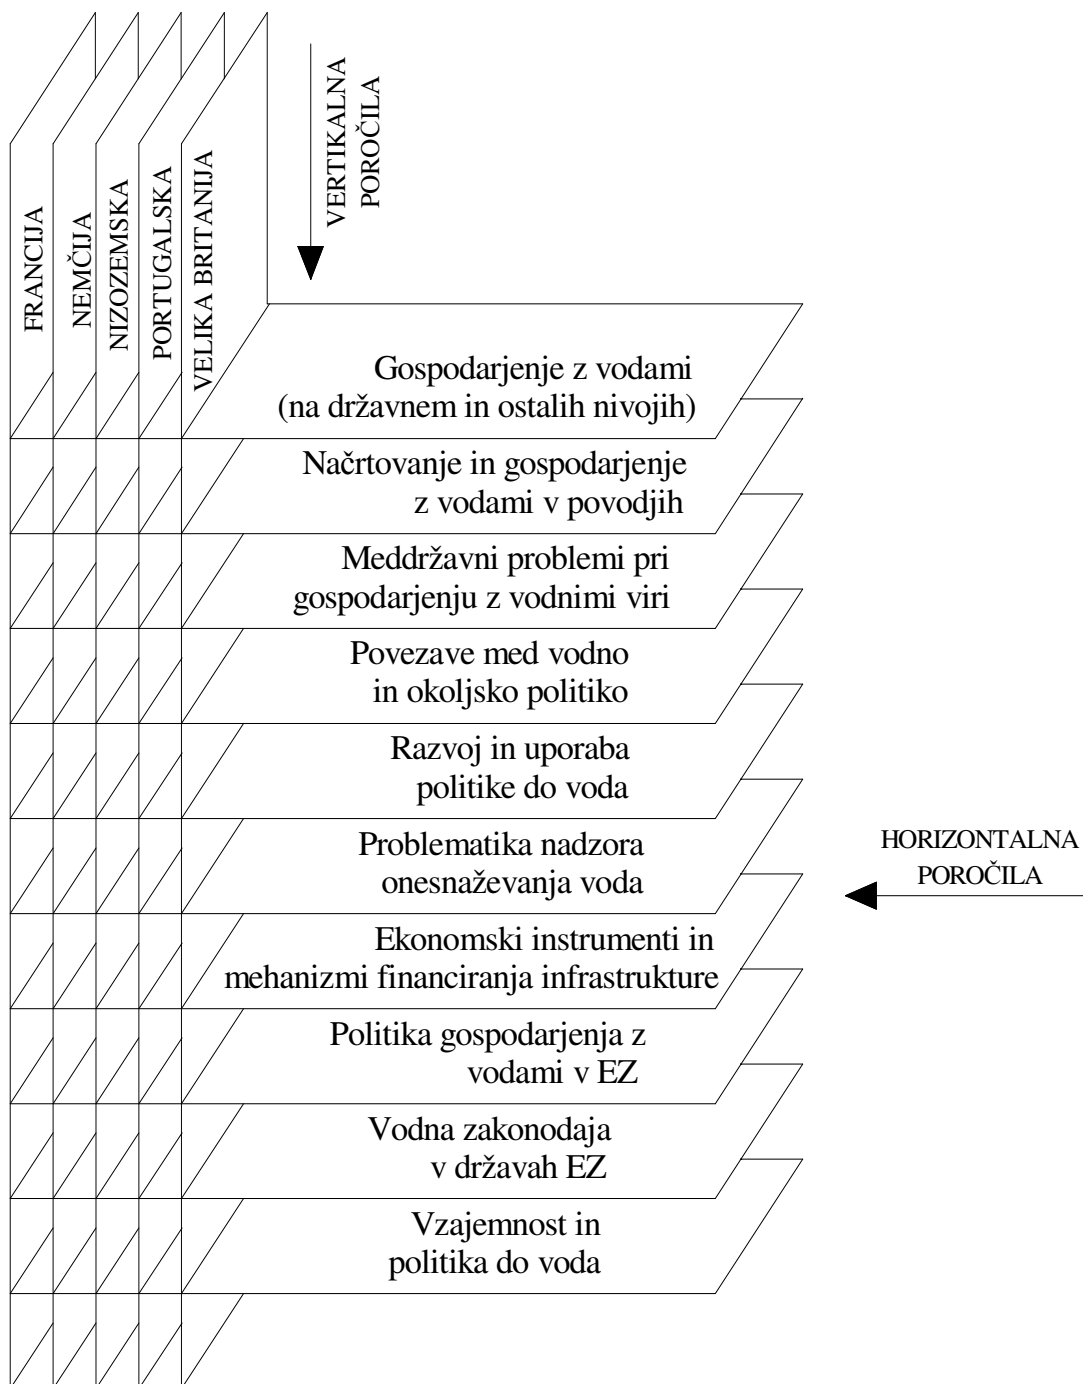 FRANCIJA
NEMČIJA
NIZOZEMSKA
PORTUGALSKA
VELIKA BRITANIJA
VERTIKALNA
POROČILA
Gospodarjenje z vodami
(na državnem in ostalih nivojih)
Načrtovanje in gospodarjenje
z vodami v povodjih
Meddržavni problemi pri
gospodarjenju z vodnimi viri
Povezave med vodno
in okoljsko politiko
Razvoj in uporaba
politike do voda
Problematika nadzora
onesnaževanja voda
HORIZONTALNA
POROČILA
Ekonomski instrumenti in
mehanizmi financiranja infrastrukture
Politika gospodarjenja z
vodami v EZ
Vodna zakonodaja
v državah EZ
Vzajemnost in
politika do voda